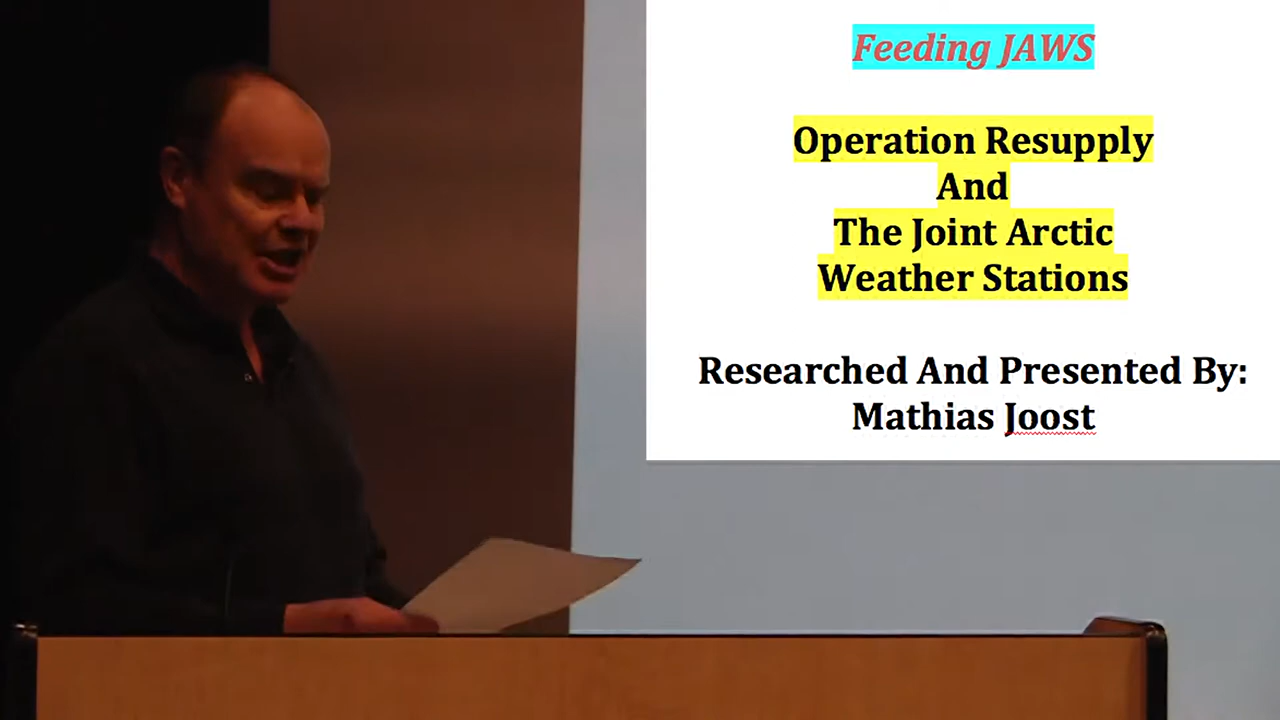 Feeding JAWS
Operation Resupply
And
The Joint Arctic
Weather Stations
Researched And Presented By:
Mathias Joost